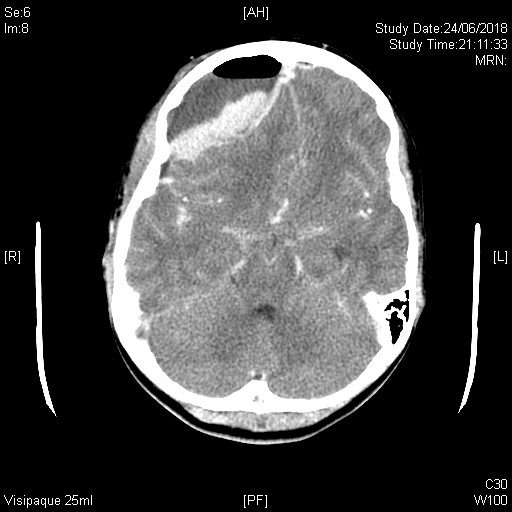 Se:6
Im:8
[AH]
Study Date:24/06/2018
Study Time:21:11:33
MRN:
[R]
[L]
Visipaque 25ml
[PF]
C30
W100